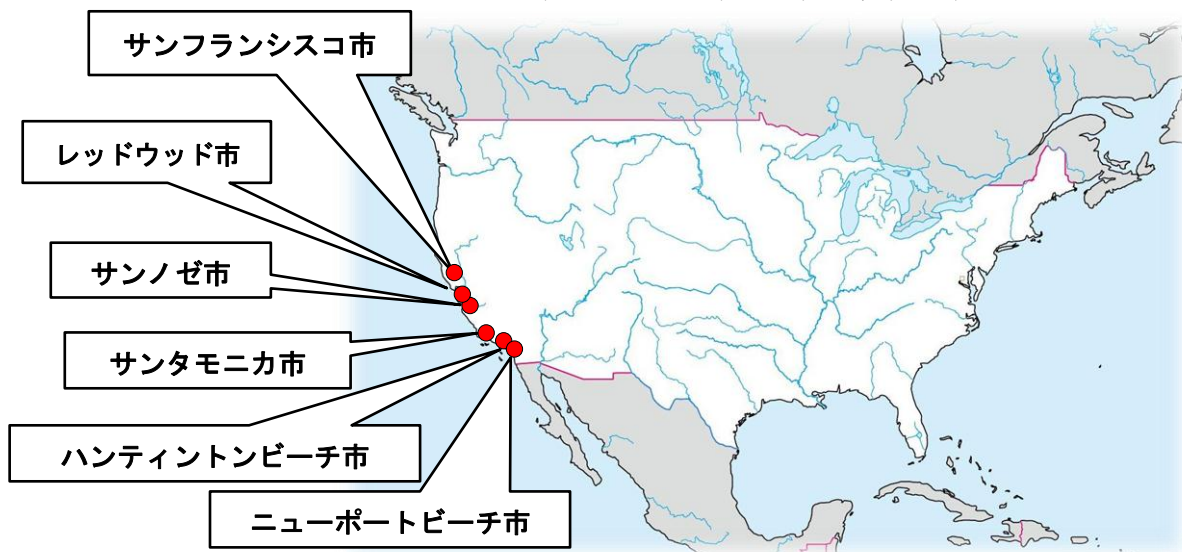 サンフランシスコ市
レッドウッド市
サンノゼ市
サンタモニカ市
ハンティントンビーチ市
ニューポートビーチ市